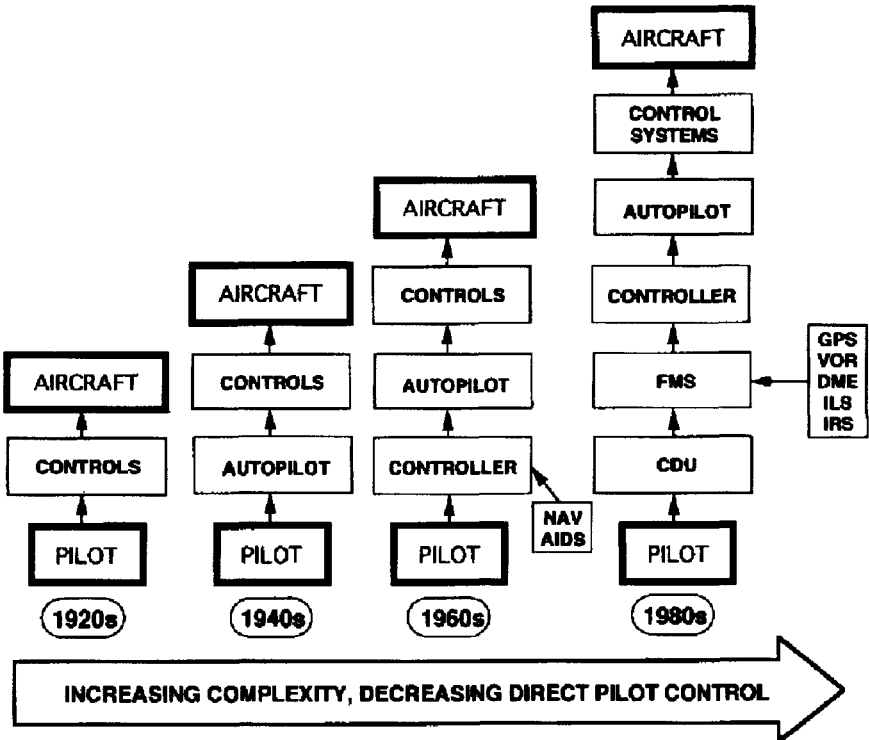 AIRCRAFT
CONTROLS
PILOT
1920s
AIRCRAFT
CONTROLS
AUTOPILOT
PILOT
1940s
AIRCRAFT
CONTROLS
AUTOPILOT
CONTROLLER
NAV
AIDS
PILOT
1960s
AIRCRAFT
CONTROL
SYSTEMS
AUTOPILOT
CONTROLLER
FMS
GPS
VOR
DME
ILS
IRS
CDU
PILOT
1980s
INCREASING COMPLEXITY, DECREASING DIRECT PILOT CONTROL